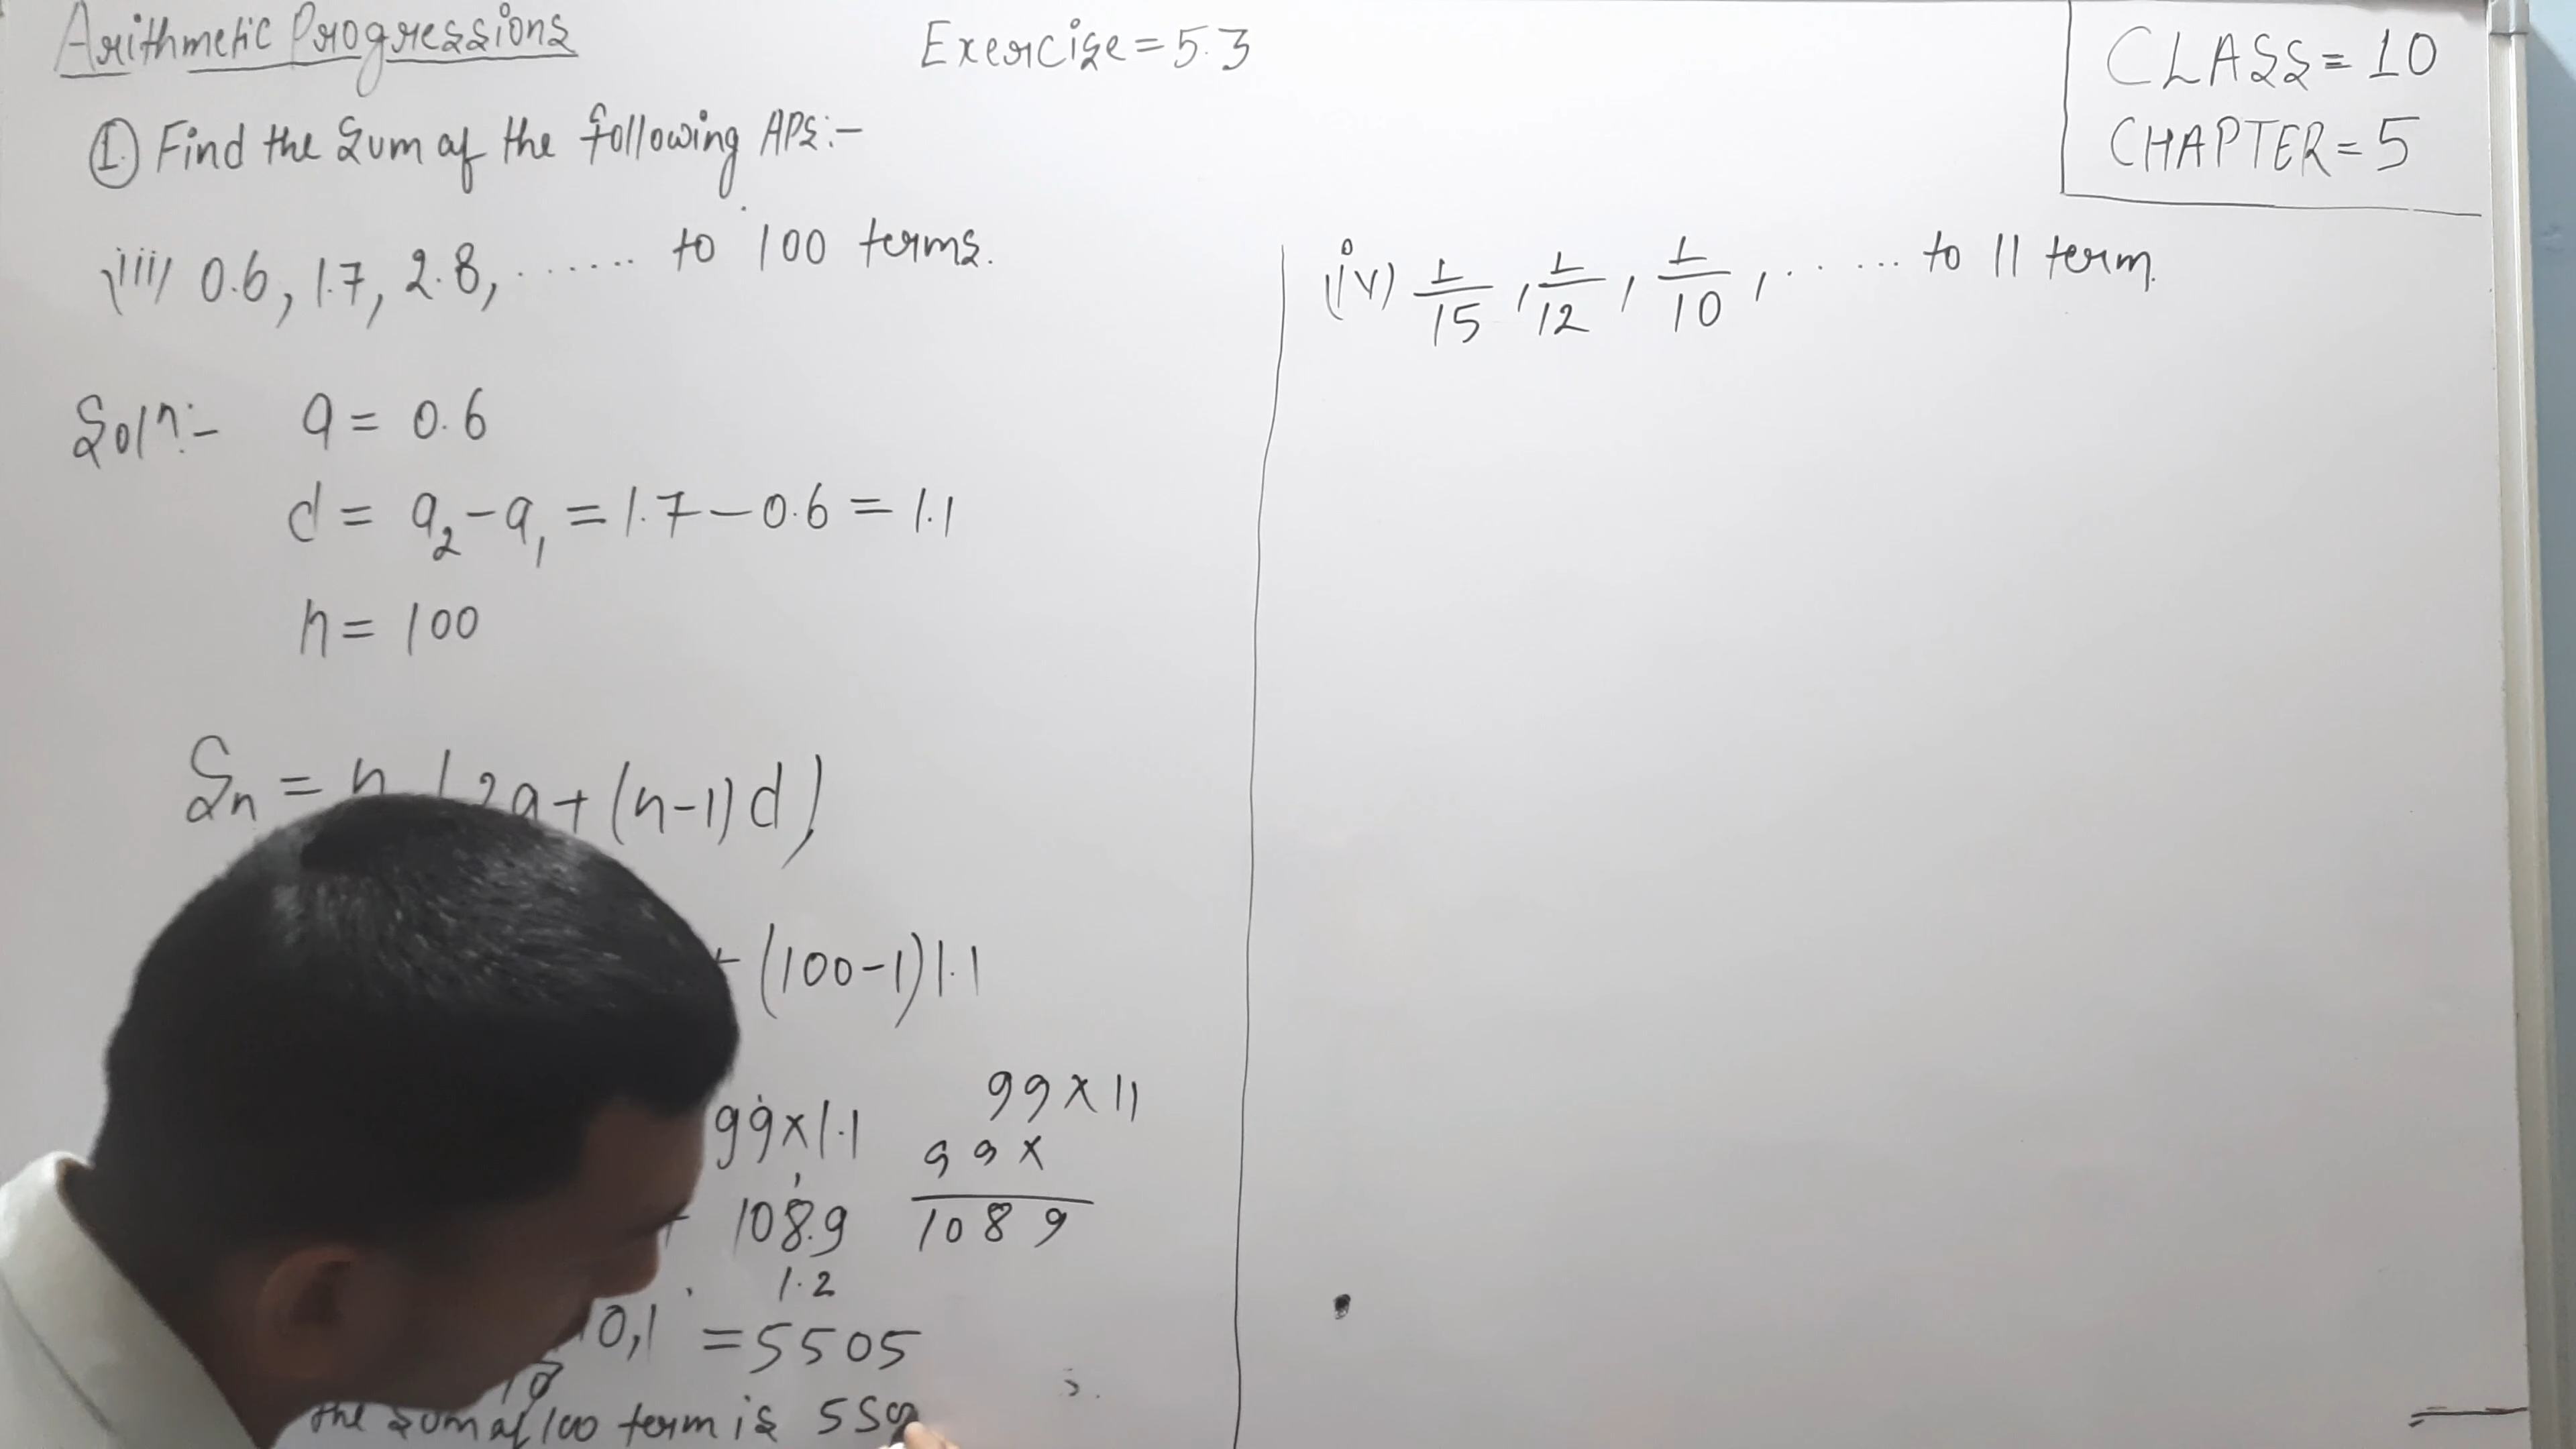 Arithmetic Progressions
Exercise = 5.3
CLASS = 10
CHAPTER = 5
① Find the Sum of the following APs:-
(iii) 0.6, 1.7, 2.8, ....... to 100 terms.
Soln:- a = 0.6
d = a₂ - a₁ = 1.7 - 0.6 = 1.1
n = 100
Sn = n (2a + (n-1) d)
+ (100-1) 1.1
99 x 1.1
99 x 11
99x
1089
+ 108.9
1.2
10,1 = 5505
the sum of 100 term is
(iv) 1/15, 1/12, 1/10, ...... to 11 term.